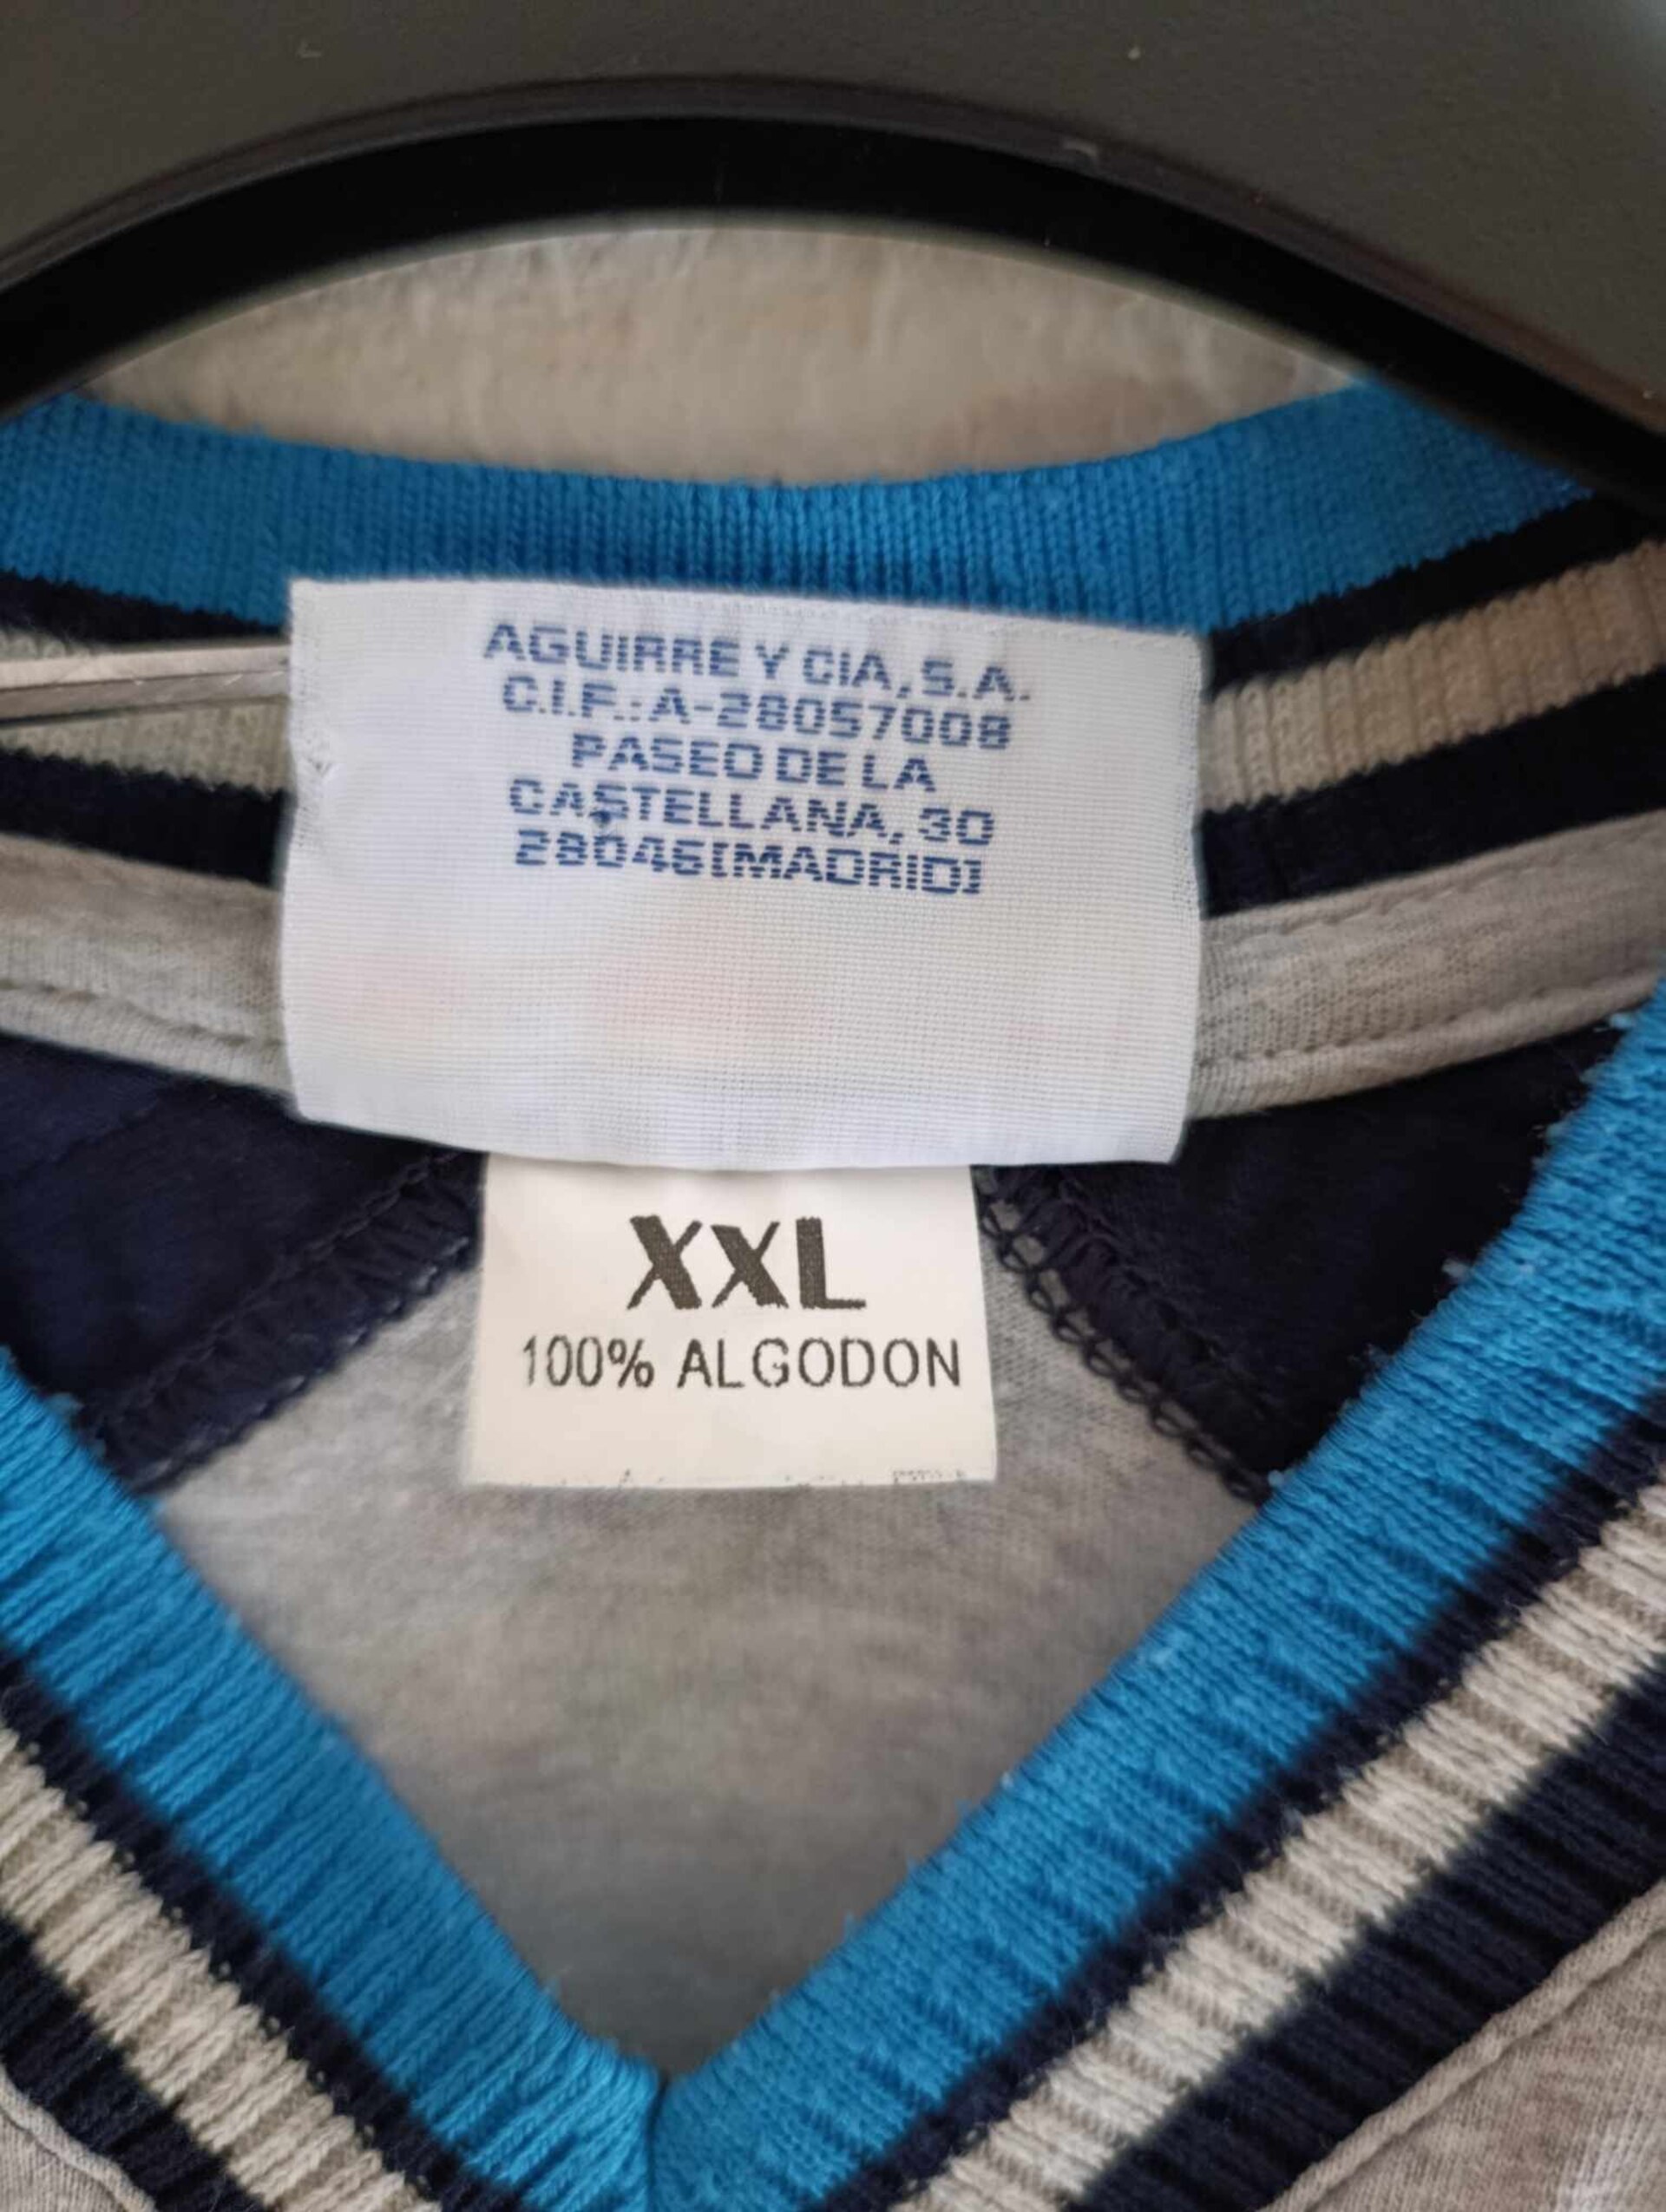 AGUIRRE Y CIA, S.A.
C.I.F.: A-28057008
PASEO DE LA
CASTELLANA, 30
28046 [MADRID]
XXL
100% ALGODON